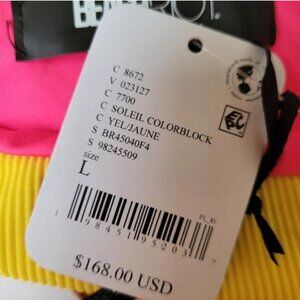 C 8672
V 023127
C 7700
C SOLEIL COLORBLOCK
C YEL/JAUNE
S BR45040F4
S 98245509
size
L
$168.00 USD